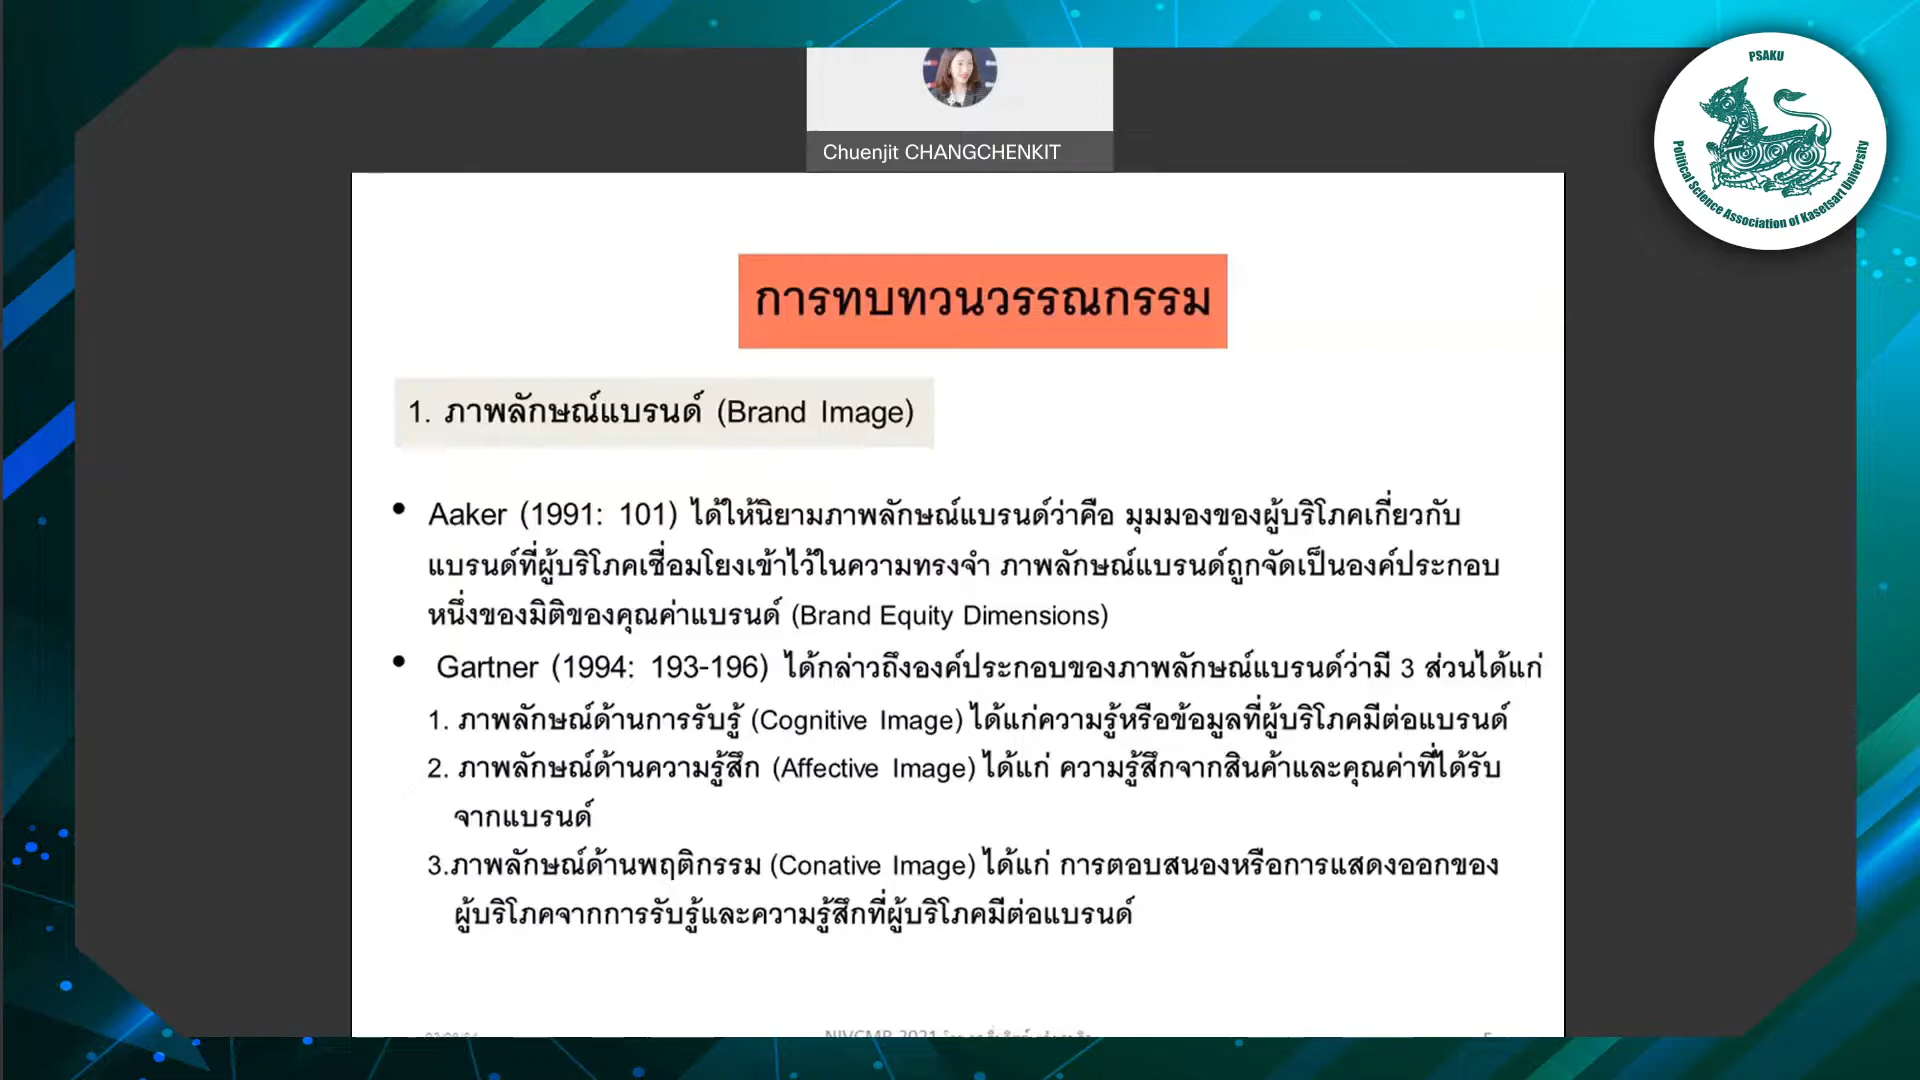 PSAKU
Political Science Association of Kasetsart University
Chuenjit CHANGCHENKIT
การทบทวนวรรณกรรม
1. ภาพลักษณ์แบรนด์ (Brand Image)
• Aaker (1991: 101) ได้ให้นิยามภาพลักษณ์แบรนด์ว่าคือ มุมมองของผู้บริโภคเกี่ยวกับ
แบรนด์ที่ผู้บริโภคเชื่อมโยงเข้าไว้ในความทรงจำ ภาพลักษณ์แบรนด์ถูกจัดเป็นองค์ประกอบ
หนึ่งของมิติของคุณค่าแบรนด์ (Brand Equity Dimensions)
• Gartner (1994: 193-196) ได้กล่าวถึงองค์ประกอบของภาพลักษณ์แบรนด์ว่ามี 3 ส่วนได้แก่
1. ภาพลักษณ์ด้านการรับรู้ (Cognitive Image) ได้แก่ความรู้หรือข้อมูลที่ผู้บริโภคมีต่อแบรนด์
2. ภาพลักษณ์ด้านความรู้สึก (Affective Image) ได้แก่ ความรู้สึกจากสินค้าและคุณค่าที่ได้รับ
จากแบรนด์
3.ภาพลักษณ์ด้านพฤติกรรม (Conative Image) ได้แก่ การตอบสนองหรือการแสดงออกของ
ผู้บริโภคจากการรับรู้และความรู้สึกที่ผู้บริโภคมีต่อแบรนด์
2021